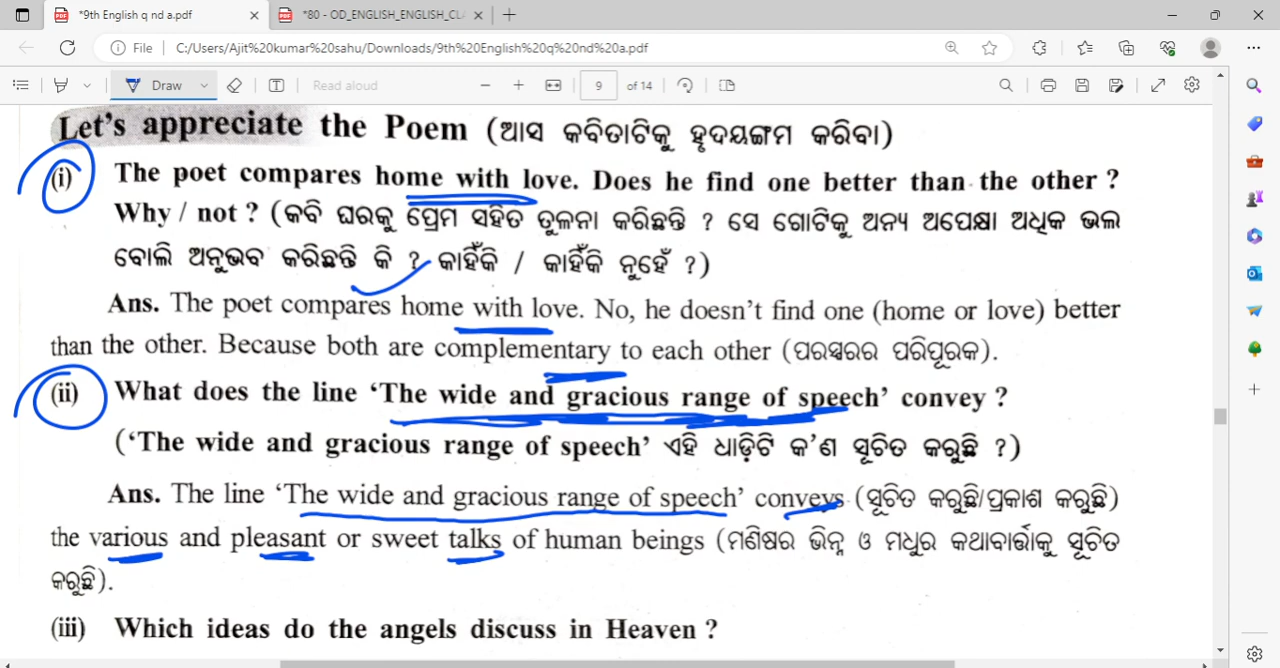 *9th English q nd a.pdf
*80 - OD_ENGLISH_ENGLISH_CLA
File C:/Users/Ajit%20kumar%20sahu/Downloads/9th%20English%20q%20nd%20a.pdf
Draw Read aloud 9 of 14
Let's appreciate the Poem (ଆସ କବିତାଟିକୁ ହୃଦୟଙ୍ଗମ କରିବା)
(i) The poet compares home with love. Does he find one better than the other ?
Why / not ? (କବି ଘରକୁ ପ୍ରେମ ସହିତ ତୁଳନା କରିଛନ୍ତି ? ସେ ଗୋଟିକୁ ଅନ୍ୟ ଅପେକ୍ଷା ଅଧିକ ଭଲ
ବୋଲି ଅନୁଭବ କରିଛନ୍ତି କି ? କାହିଁକି / କାହିଁକି ନୁହେଁ ?)
Ans. The poet compares home with love. No, he doesn't find one (home or love) better
than the other. Because both are complementary to each other (ପରସ୍ପରର ପରିପୂରକ).
(ii) What does the line 'The wide and gracious range of speech' convey ?
('The wide and gracious range of speech' ଏହି ଧାଡ଼ିଟି କ'ଣ ସୂଚିତ କରୁଛି ?)
Ans. The line 'The wide and gracious range of speech' conveys (ସୂଚିତ କରୁଛି/ପ୍ରକାଶ କରୁଛି)
the various and pleasant or sweet talks of human beings (ମଣିଷର ଭିନ୍ନ ଓ ମଧୁର କଥାବାର୍ତ୍ତାକୁ ସୂଚିତ
କରୁଛି).
(iii) Which ideas do the angels discuss in Heaven ?